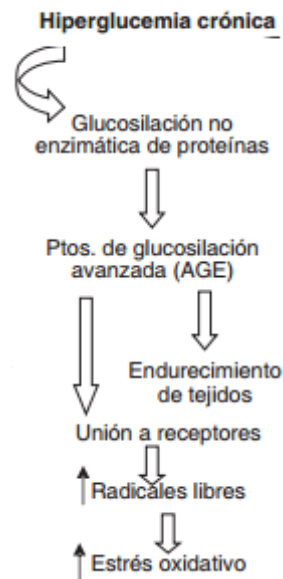 Hiperglucemia crónica
Glucosilación no
enzimática de proteínas
Ptos. de glucosilación
avanzada (AGE)
Endurecimiento
de tejidos
Unión a receptores
Radicales libres
Estrés oxidativo